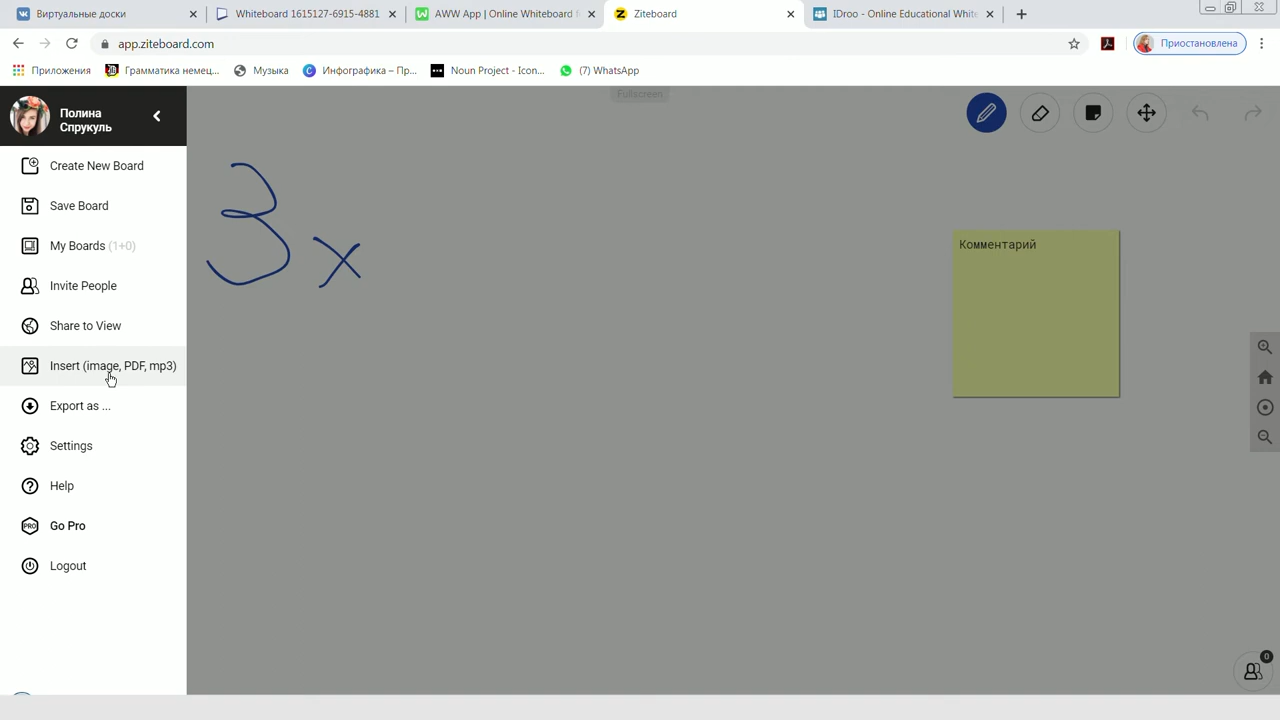 Виртуальные доски
Whiteboard 1615127-6915-4881
AWW App | Online Whiteboard f
Ziteboard
IDroo - Online Educational White
app.ziteboard.com
Приостановлена
Приложения
Грамматика немец...
Музыка
Инфографика – Пр...
Noun Project - Icon...
(7) WhatsApp
Полина
Спрукуль
Fullscreen
Create New Board
Save Board
My Boards (1+0)
Invite People
Share to View
Insert (image, PDF, mp3)
Export as ...
Settings
Help
PRO Go Pro
Logout
3x
Комментарий
0